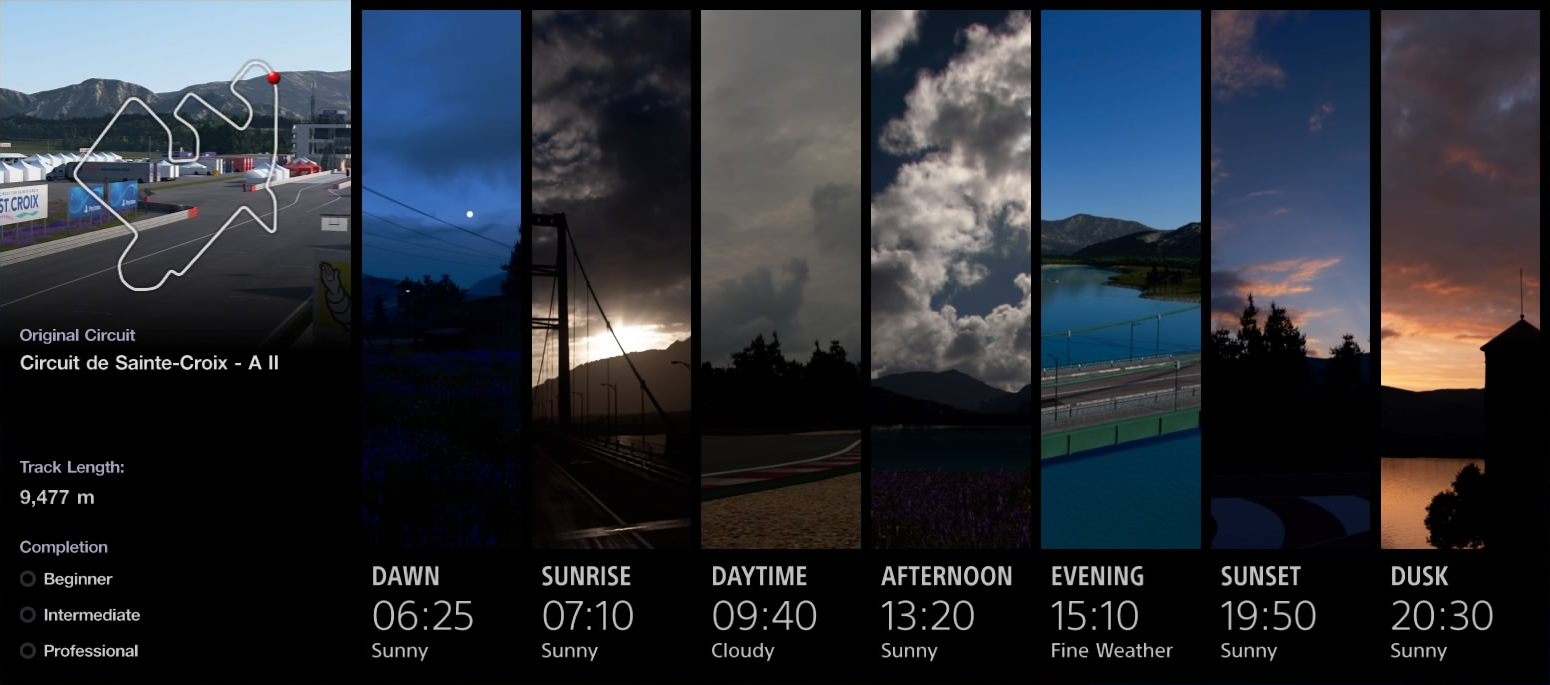 ST CROIX
Original Circuit
Circuit de Sainte-Croix - A II
Track Length:
9,477 m
Completion
Beginner
Intermediate
Professional
DAWN
06:25
Sunny
SUNRISE
07:10
Sunny
DAYTIME
09:40
Cloudy
AFTERNOON
13:20
Sunny
EVENING
15:10
Fine Weather
SUNSET
19:50
Sunny
DUSK
20:30
Sunny